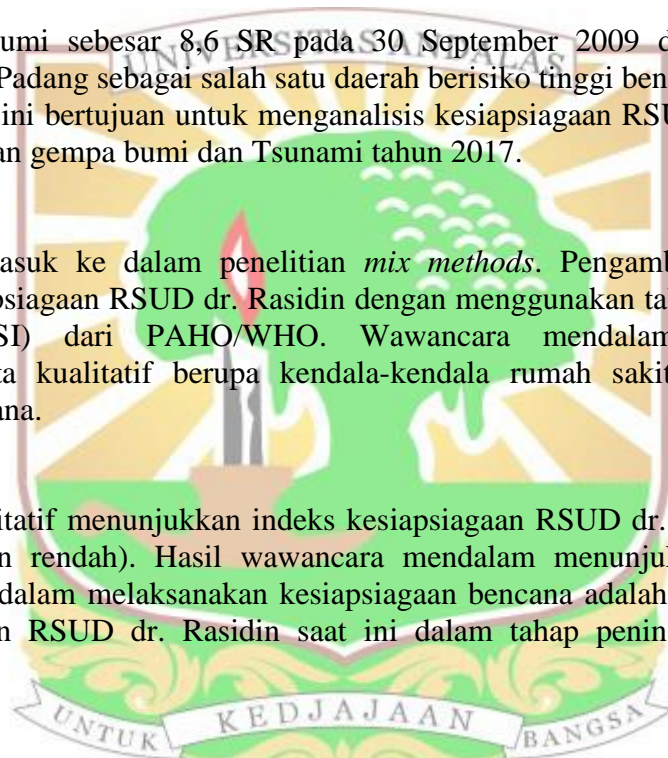 umi sebesar 8,6 SR pada 30 September 2009 d
UNIVERSITAS ANDALAS
Padang sebagai salah satu daerah berisiko tinggi ben
ini bertujuan untuk menganalisis kesiapsiagaan RSU
an gempa bumi dan Tsunami tahun 2017.
asuk ke dalam penelitian mix methods. Pengamb
psiagaan RSUD dr. Rasidin dengan menggunakan ta
SI) dari PAHO/WHO. Wawancara mendalam
ta kualitatif berupa kendala-kendala rumah sakit
ana.
itatif menunjukkan indeks kesiapsiagaan RSUD dr.
n rendah). Hasil wawancara mendalam menunju
dalam melaksanakan kesiapsiagaan bencana adalah
n RSUD dr. Rasidin saat ini dalam tahap penin
UNTUK KEDJAJAAN BANGSA